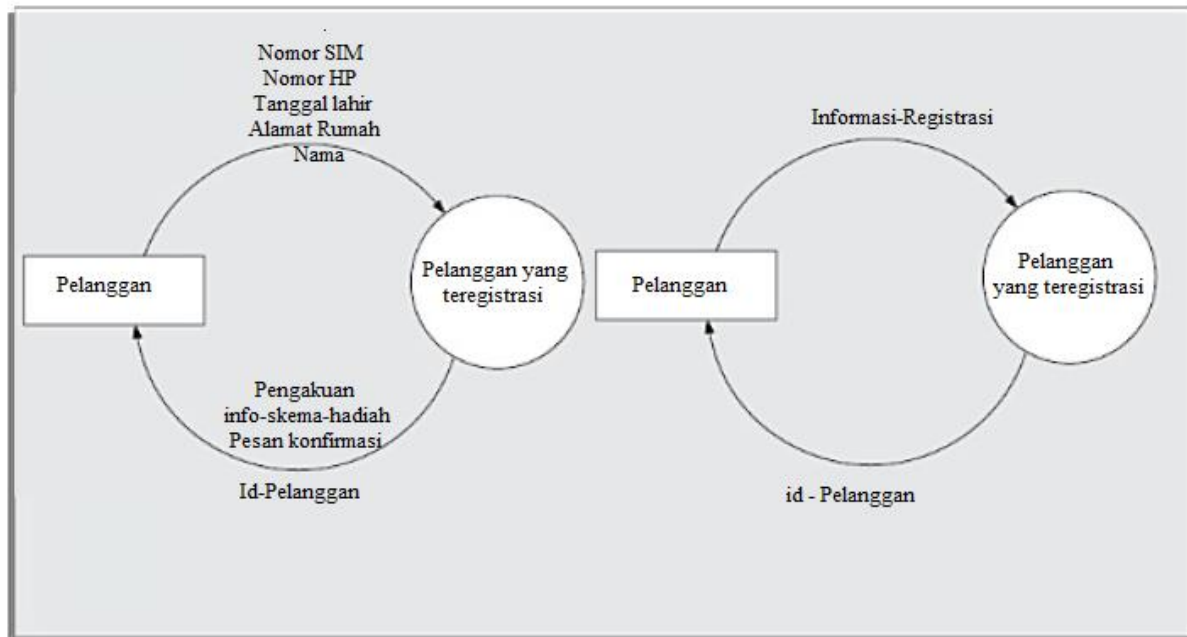 Nomor SIM
Nomor HP
Tanggal lahir
Alamat Rumah
Nama
Pelanggan
Pelanggan yang
teregistrasi
Pengakuan
info-skema-hadiah
Pesan konfirmasi
Id-Pelanggan
Informasi-Registrasi
Pelanggan
Pelanggan
yang teregistrasi
id - Pelanggan